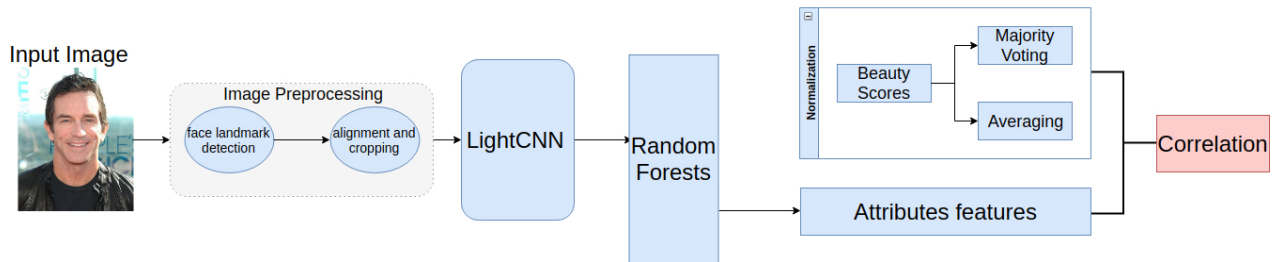 Input Image
Image Preprocessing
face landmark
detection
alignment and
cropping
LightCNN
Random
Forests
Normalization
Beauty
Scores
Majority
Voting
Averaging
Attributes features
Correlation